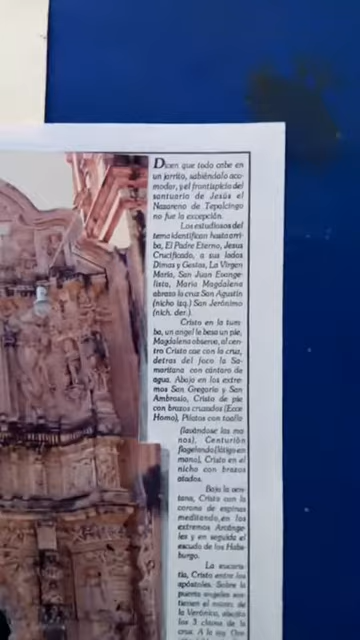 Dicen que todo cabe en
un jarrito, sabiéndolo aco-
modar, y el frontispicio del
santuario de Jesús el
Nazareno de Tepalcingo
no fue la excepción.
Los estudiosos del
tema identifican hasta arri-
ba, El Padre Eterno, Jesus
Crucificado, a sus lados
Dimas y Gestas, La Virgen
María, San Juan Evange-
lista, María Magdalena
abraza la cruz San Agustín
(nicho izq.) San Jerónimo
(nich. der.).
Cristo en la tum-
ba, un angel le besa un pie,
Magdalena observa, al cen-
tro Cristo cae con la cruz,
detras del foco la Sa-
maritana con cántaro de
agua. Abajo en los extre-
mos San Gregorio y San
Ambrosio, Cristo de pie
con brazos cruzados (Ecce
Homo), Pilatos con toalla
(lavándose las ma-
nos). Centurión
flagelando (látigo en
mano), Cristo en el
nicho con brazos
atados.
Bajo la ven-
tana, Cristo con la
corona de espinas
meditando, en los
extremos Arcánge-
les y en seguida el
escudo de los Habs-
burgo.
La eucaris-
tía, Cristo entre los
apóstoles. Sobre la
puerta angeles sos-
tienen el manto de
la Verónica, abajo
los 3 clavos de la
cruz. A la